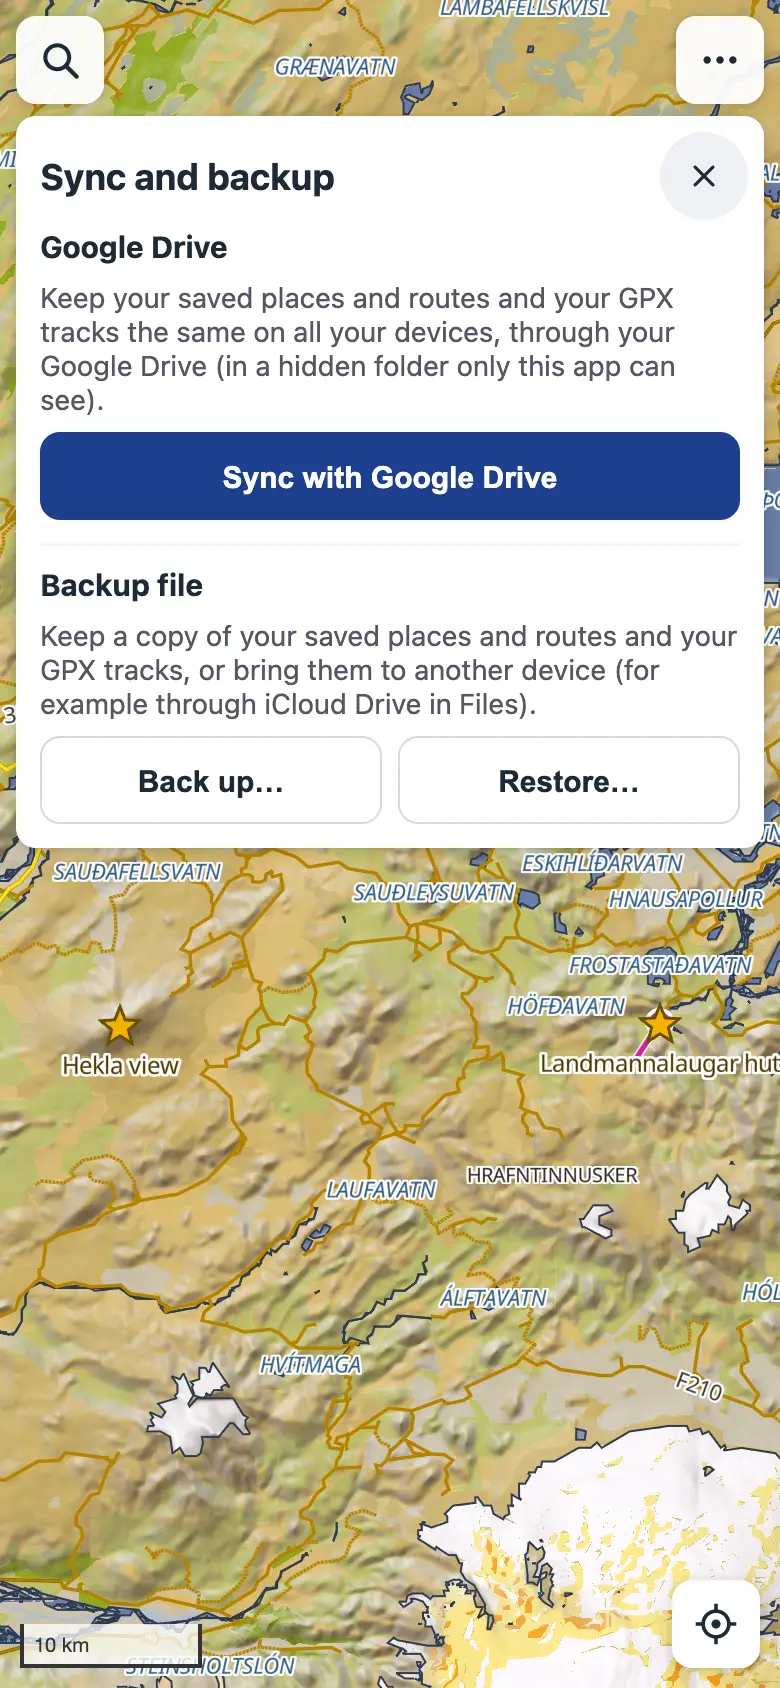 LAMBAFELLSKVÍSL
GRÆNAVATN
Sync and backup
Google Drive
Keep your saved places and routes and your GPX
tracks the same on all your devices, through your
Google Drive (in a hidden folder only this app can
see).
Sync with Google Drive
Backup file
Keep a copy of your saved places and routes and your
GPX tracks, or bring them to another device (for
example through iCloud Drive in Files).
3
Back up...
Restore...
SAUÐAFELLSVATN
ESKIHLÍÐARVATN
SAUÐLEYSUVATN
HNAUSAPOLLUR
FROSTASTAÐAVATN
HÖFÐAVATN
Hekla view
Landmannalaugar hut
HRAFNTINNUSKER
LAUFAVATN
ÁLFTAVATN
HVÍTMAGA
F210
10 km
STEINSHOLTSLÓN